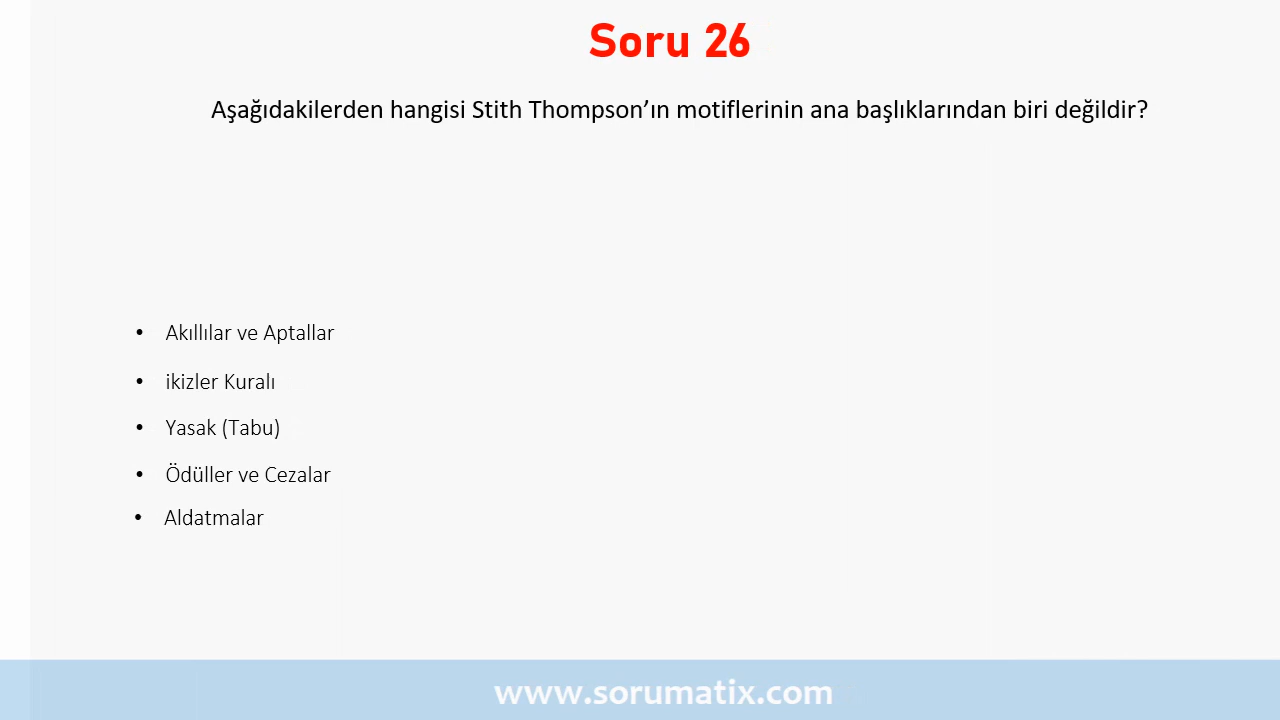 Soru 26
Aşağıdakilerden hangisi Stith Thompson’ın motiflerinin ana başlıklarından biri değildir?
• Akıllılar ve Aptallar
• ikizler Kuralı
• Yasak (Tabu)
• Ödüller ve Cezalar
• Aldatmalar
www.sorumatix.com